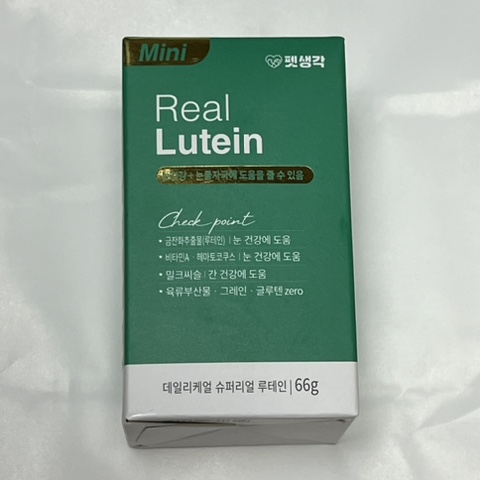 Mini
펫생각
Real
Lutein
+ 눈물자국에 도움을 줄 수 있음
Check point
• 금잔화추출물(루테인) | 눈 건강에 도움
• 비타민A · 헤마토코쿠스 | 눈 건강에 도움
• 밀크씨슬 | 간 건강에 도움
• 육류부산물 · 그레인 · 글루텐 zero
데일리케얼 슈퍼리얼 루테인 | 66g